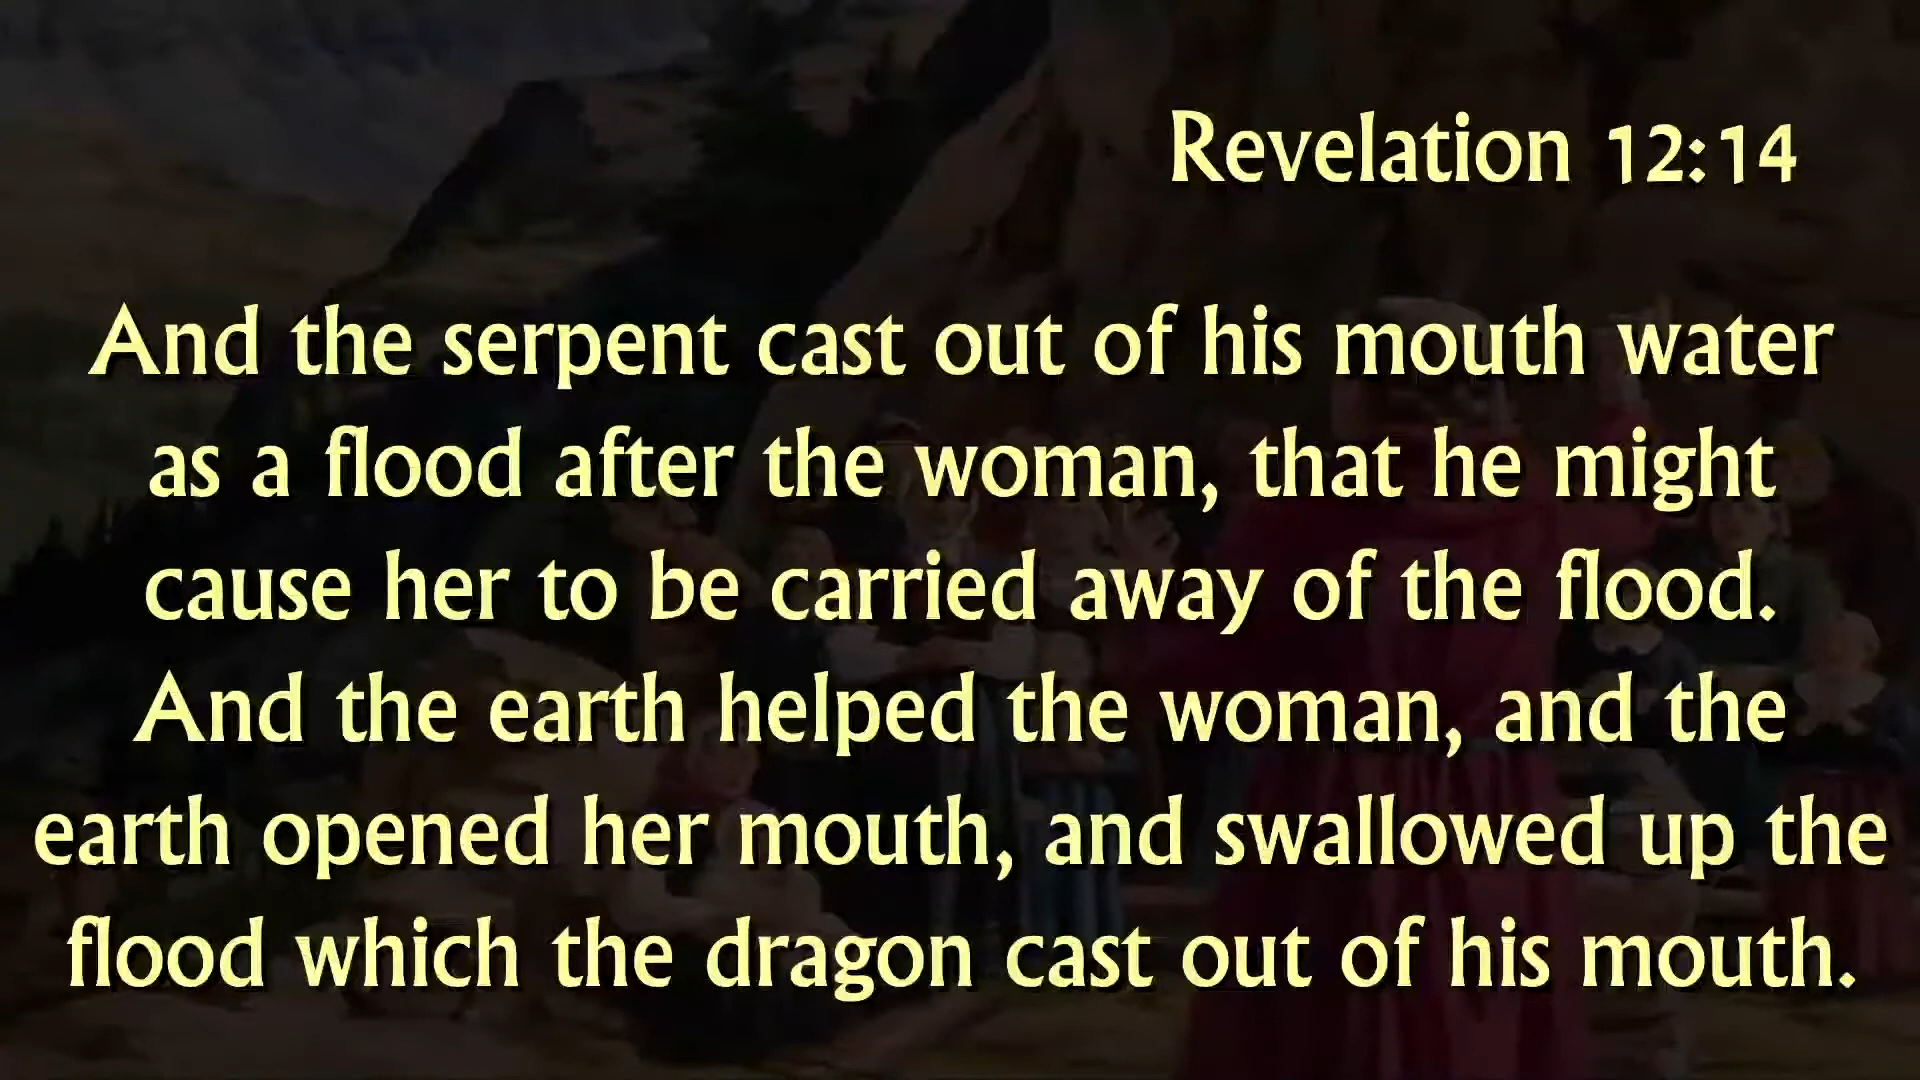 Revelation 12:14
And the serpent cast out of his mouth water
as a flood after the woman, that he might
cause her to be carried away of the flood.
And the earth helped the woman, and the
earth opened her mouth, and swallowed up the
flood which the dragon cast out of his mouth.